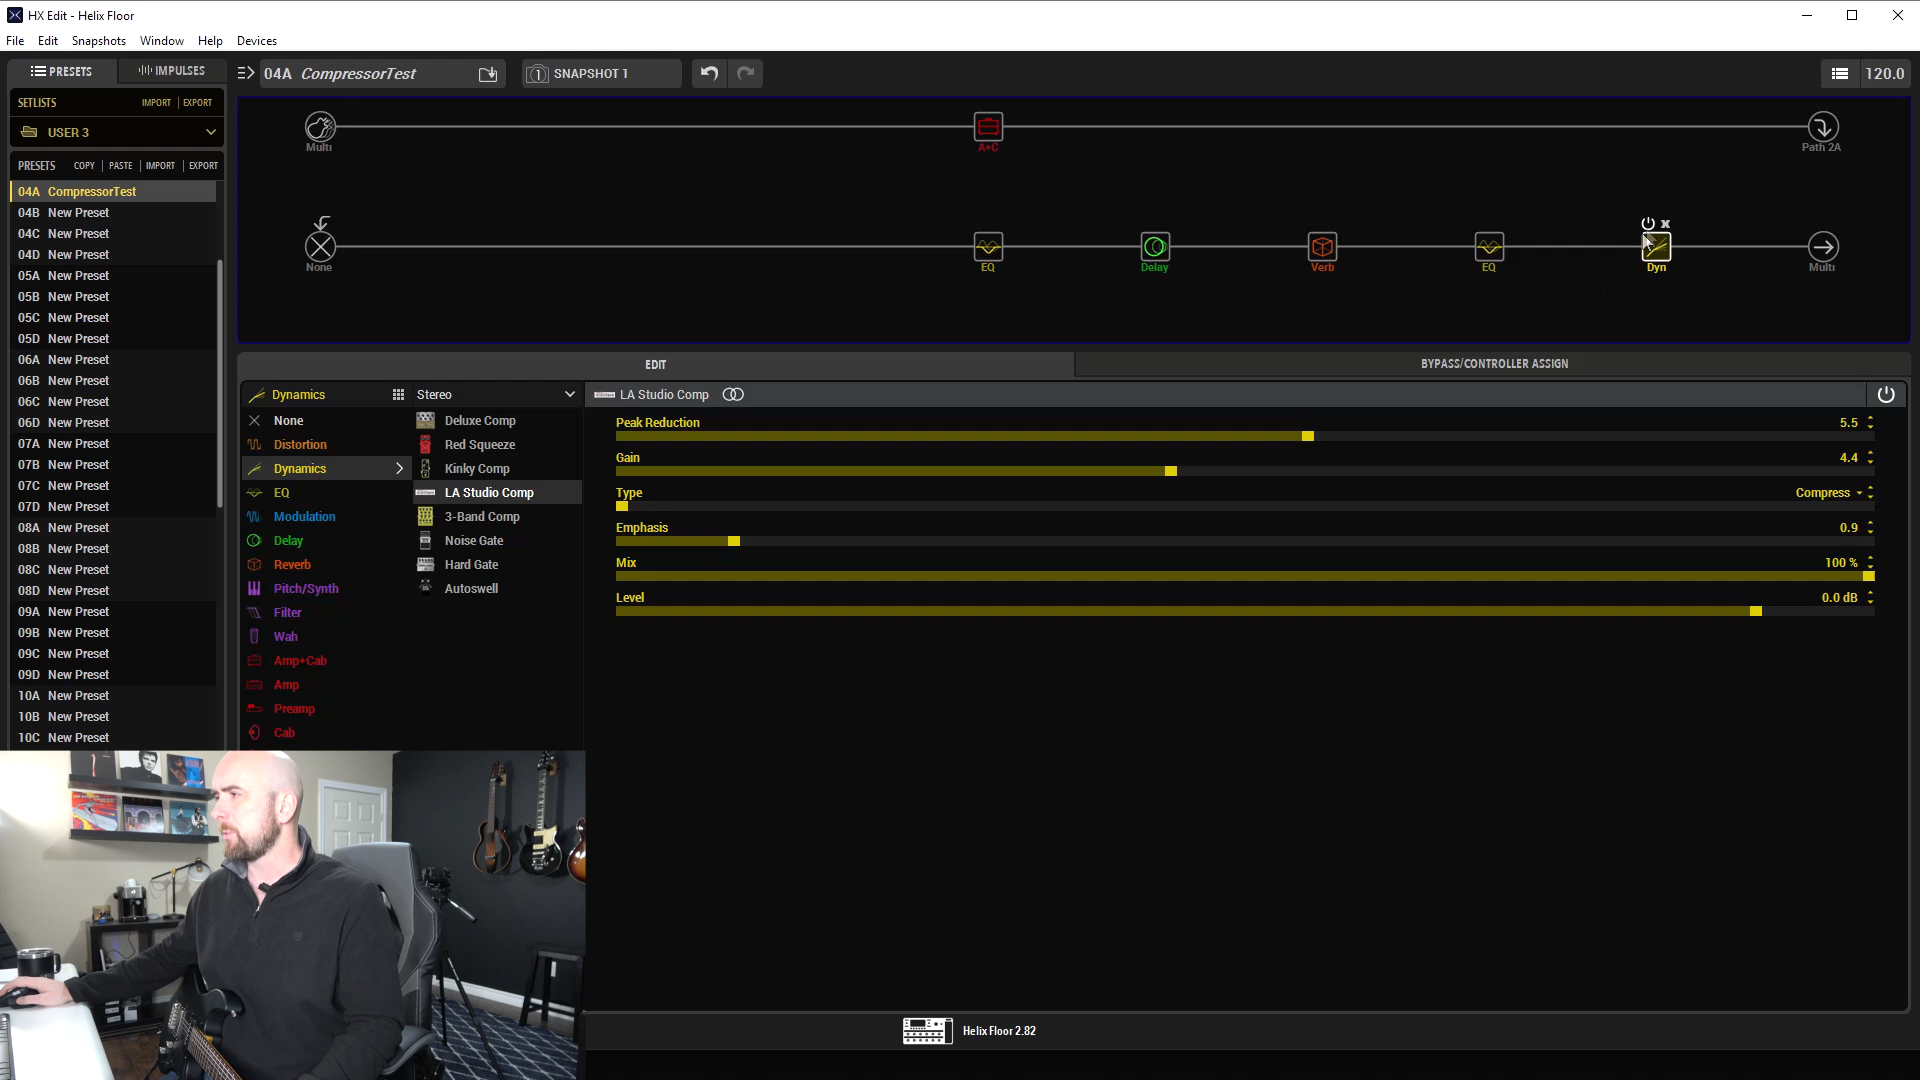 HX Edit - Helix Floor
File Edit Snapshots Window Help Devices
PRESETS IMPULSES
04A CompressorTest
1 SNAPSHOT 1
120.0
SETLISTS IMPORT | EXPORT
USER 3
PRESETS COPY | PASTE | IMPORT | EXPORT
04A CompressorTest
04B New Preset
04C New Preset
04D New Preset
05A New Preset
05B New Preset
05C New Preset
05D New Preset
06A New Preset
06B New Preset
06C New Preset
06D New Preset
07A New Preset
07B New Preset
07C New Preset
07D New Preset
08A New Preset
08B New Preset
08C New Preset
08D New Preset
09A New Preset
09B New Preset
09C New Preset
09D New Preset
10A New Preset
10B New Preset
10C New Preset
Multi A+C Path 2A
None EQ Delay Verb EQ Dyn Multi
EDIT BYPASS/CONTROLLER ASSIGN
Dynamics
None
Distortion
Dynamics
EQ
Modulation
Delay
Reverb
Pitch/Synth
Filter
Wah
Amp+Cab
Amp
Preamp
Cab
Stereo
Deluxe Comp
Red Squeeze
Kinky Comp
LA Studio Comp
3-Band Comp
Noise Gate
Hard Gate
Autoswell
LA Studio Comp
Peak Reduction 5.5
Gain 4.4
Type Compress
Emphasis 0.9
Mix 100 %
Level 0.0 dB
Helix Floor 2.82